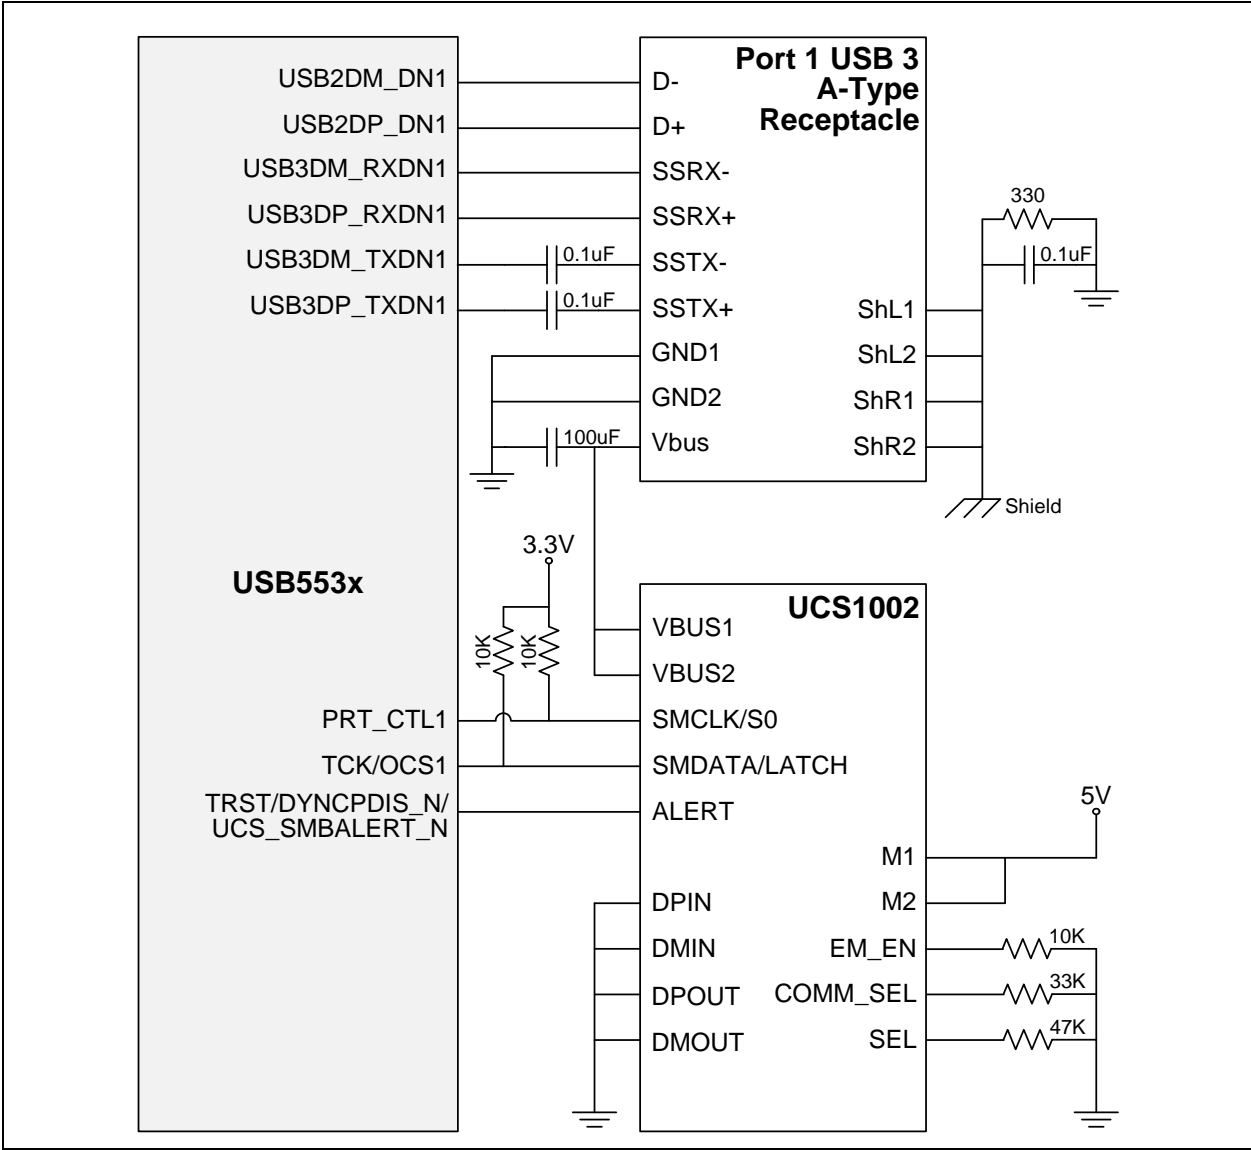 USB2DM_DN1
USB2DP_DN1
USB3DM_RXDN1
USB3DP_RXDN1
USB3DM_TXDN1
USB3DP_TXDN1
USB553x
PRT_CTL1
TCK/OCS1
TRST/DYNCPDIS_N/
UCS_SMBALERT_N
0.1uF
0.1uF
100uF
3.3V
10K
10K
Port 1 USB 3
A-Type
Receptacle
D-
D+
SSRX-
SSRX+
SSTX-
SSTX+
GND1
GND2
Vbus
ShL1
ShL2
ShR1
ShR2
330
0.1uF
Shield
UCS1002
VBUS1
VBUS2
SMCLK/S0
SMDATA/LATCH
ALERT
DPIN
DMIN
DPOUT
DMOUT
M1
M2
EM_EN
COMM_SEL
SEL
5V
10K
33K
47K